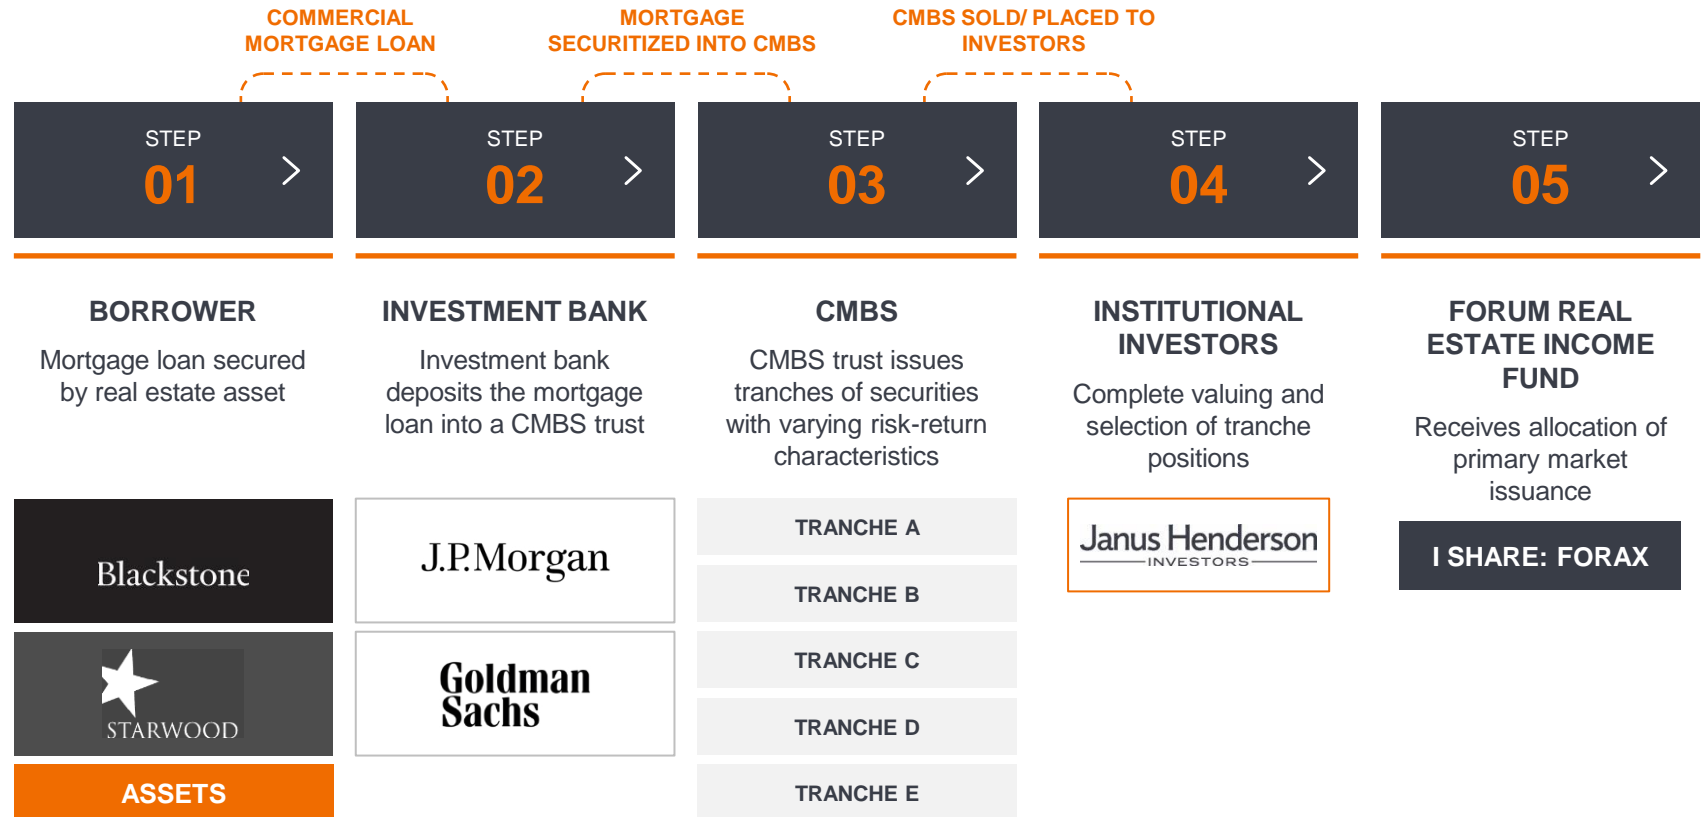 COMMERCIAL
MORTGAGE LOAN
MORTGAGE
SECURITIZED INTO CMBS
CMBS SOLD/ PLACED TO
INVESTORS
STEP
01
STEP
02
STEP
03
STEP
04
STEP
05
BORROWER
Mortgage loan secured
by real estate asset
Blackstone
STARWOOD
ASSETS
INVESTMENT BANK
Investment bank
deposits the mortgage
loan into a CMBS trust
J.P.Morgan
Goldman
Sachs
CMBS
CMBS trust issues
tranches of securities
with varying risk-return
characteristics
TRANCHE A
TRANCHE B
TRANCHE C
TRANCHE D
TRANCHE E
INSTITUTIONAL
INVESTORS
Complete valuing and
selection of tranche
positions
Janus Henderson
INVESTORS
FORUM REAL
ESTATE INCOME
FUND
Receives allocation of
primary market
issuance
I SHARE: FORAX